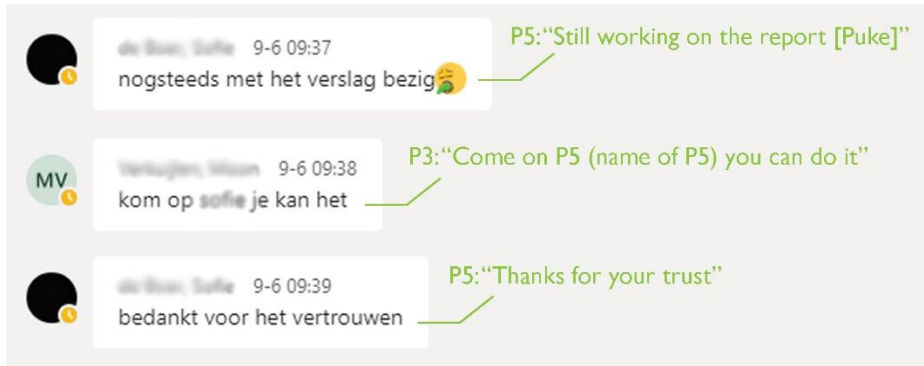 P5:“Still working on the report [Puke]”
9-6 09:37
nogsteeds met het verslag bezig
P3:“Come on P5 (name of P5) you can do it”
MV
9-6 09:38
kom op je kan het
P5:“Thanks for your trust”
9-6 09:39
bedankt voor het vertrouwen